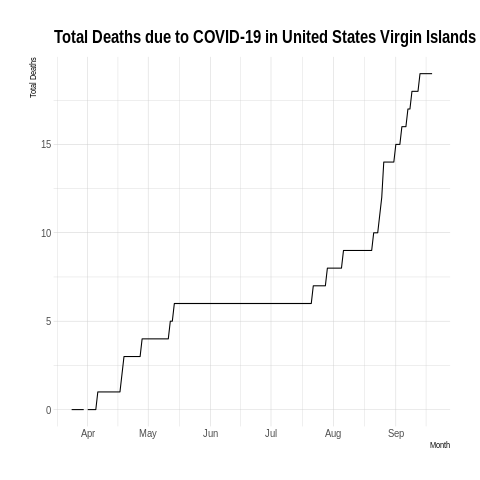 Total Deaths due to COVID-19 in United States Virgin Islands
Total Deaths
15
10
5
0
Apr May Jun Jul Aug Sep
Month